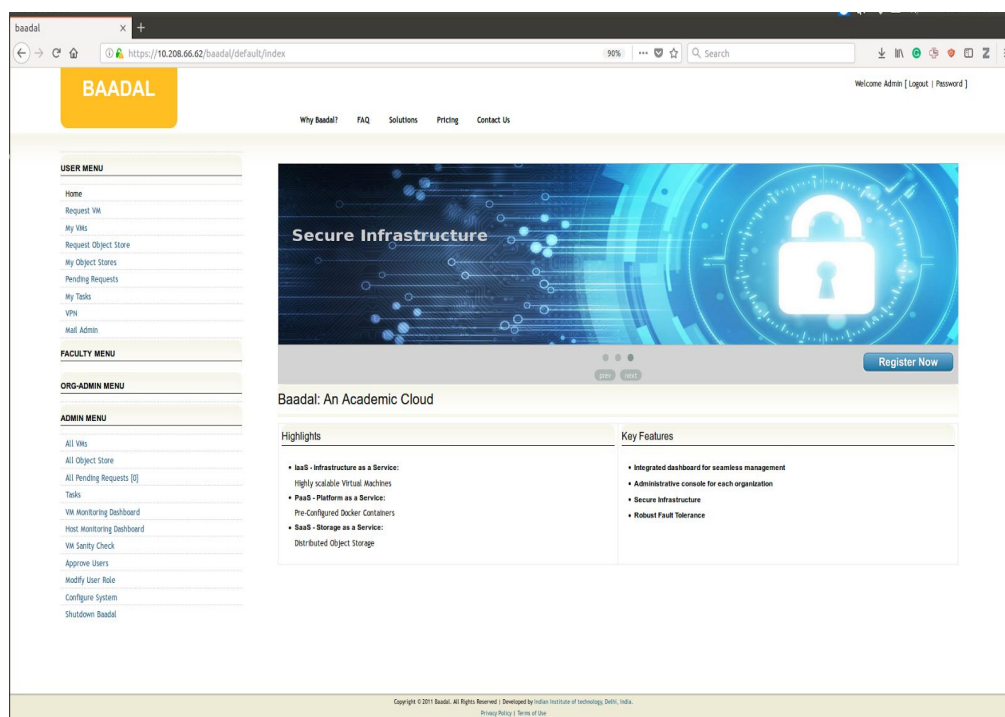 baadal
https://10.208.66.62/baadal/default/index
90%
Search
BAADAL
Welcome Admin [ Logout | Password ]
Why Baadal? FAQ Solutions Pricing Contact Us
USER MENU
Home
Request VM
My VMs
Request Object Store
My Object Stores
Pending Requests
My Tasks
VPN
Mail Admin
FACULTY MENU
ORG-ADMIN MENU
ADMIN MENU
All VMs
All Object Store
All Pending Requests [0]
Tasks
VM Monitoring Dashboard
Host Monitoring Dashboard
VM Sanity Check
Approve Users
Modify User Role
Configure System
Shutdown Baadal
Secure Infrastructure
prev next
Register Now
Baadal: An Academic Cloud
Highlights
• IaaS - Infrastructure as a Service:
Highly scalable Virtual Machines
• PaaS - Platform as a Service:
Pre-Configured Docker Containers
• SaaS - Storage as a Service:
Distributed Object Storage
Key Features
• Integrated dashboard for seamless management
• Administrative console for each organization
• Secure Infrastructure
• Robust Fault Tolerance
Copyright © 2011 Baadal. All Rights Reserved | Developed by Indian Institute of technology, Delhi, India.
Privacy Policy | Terms of Use